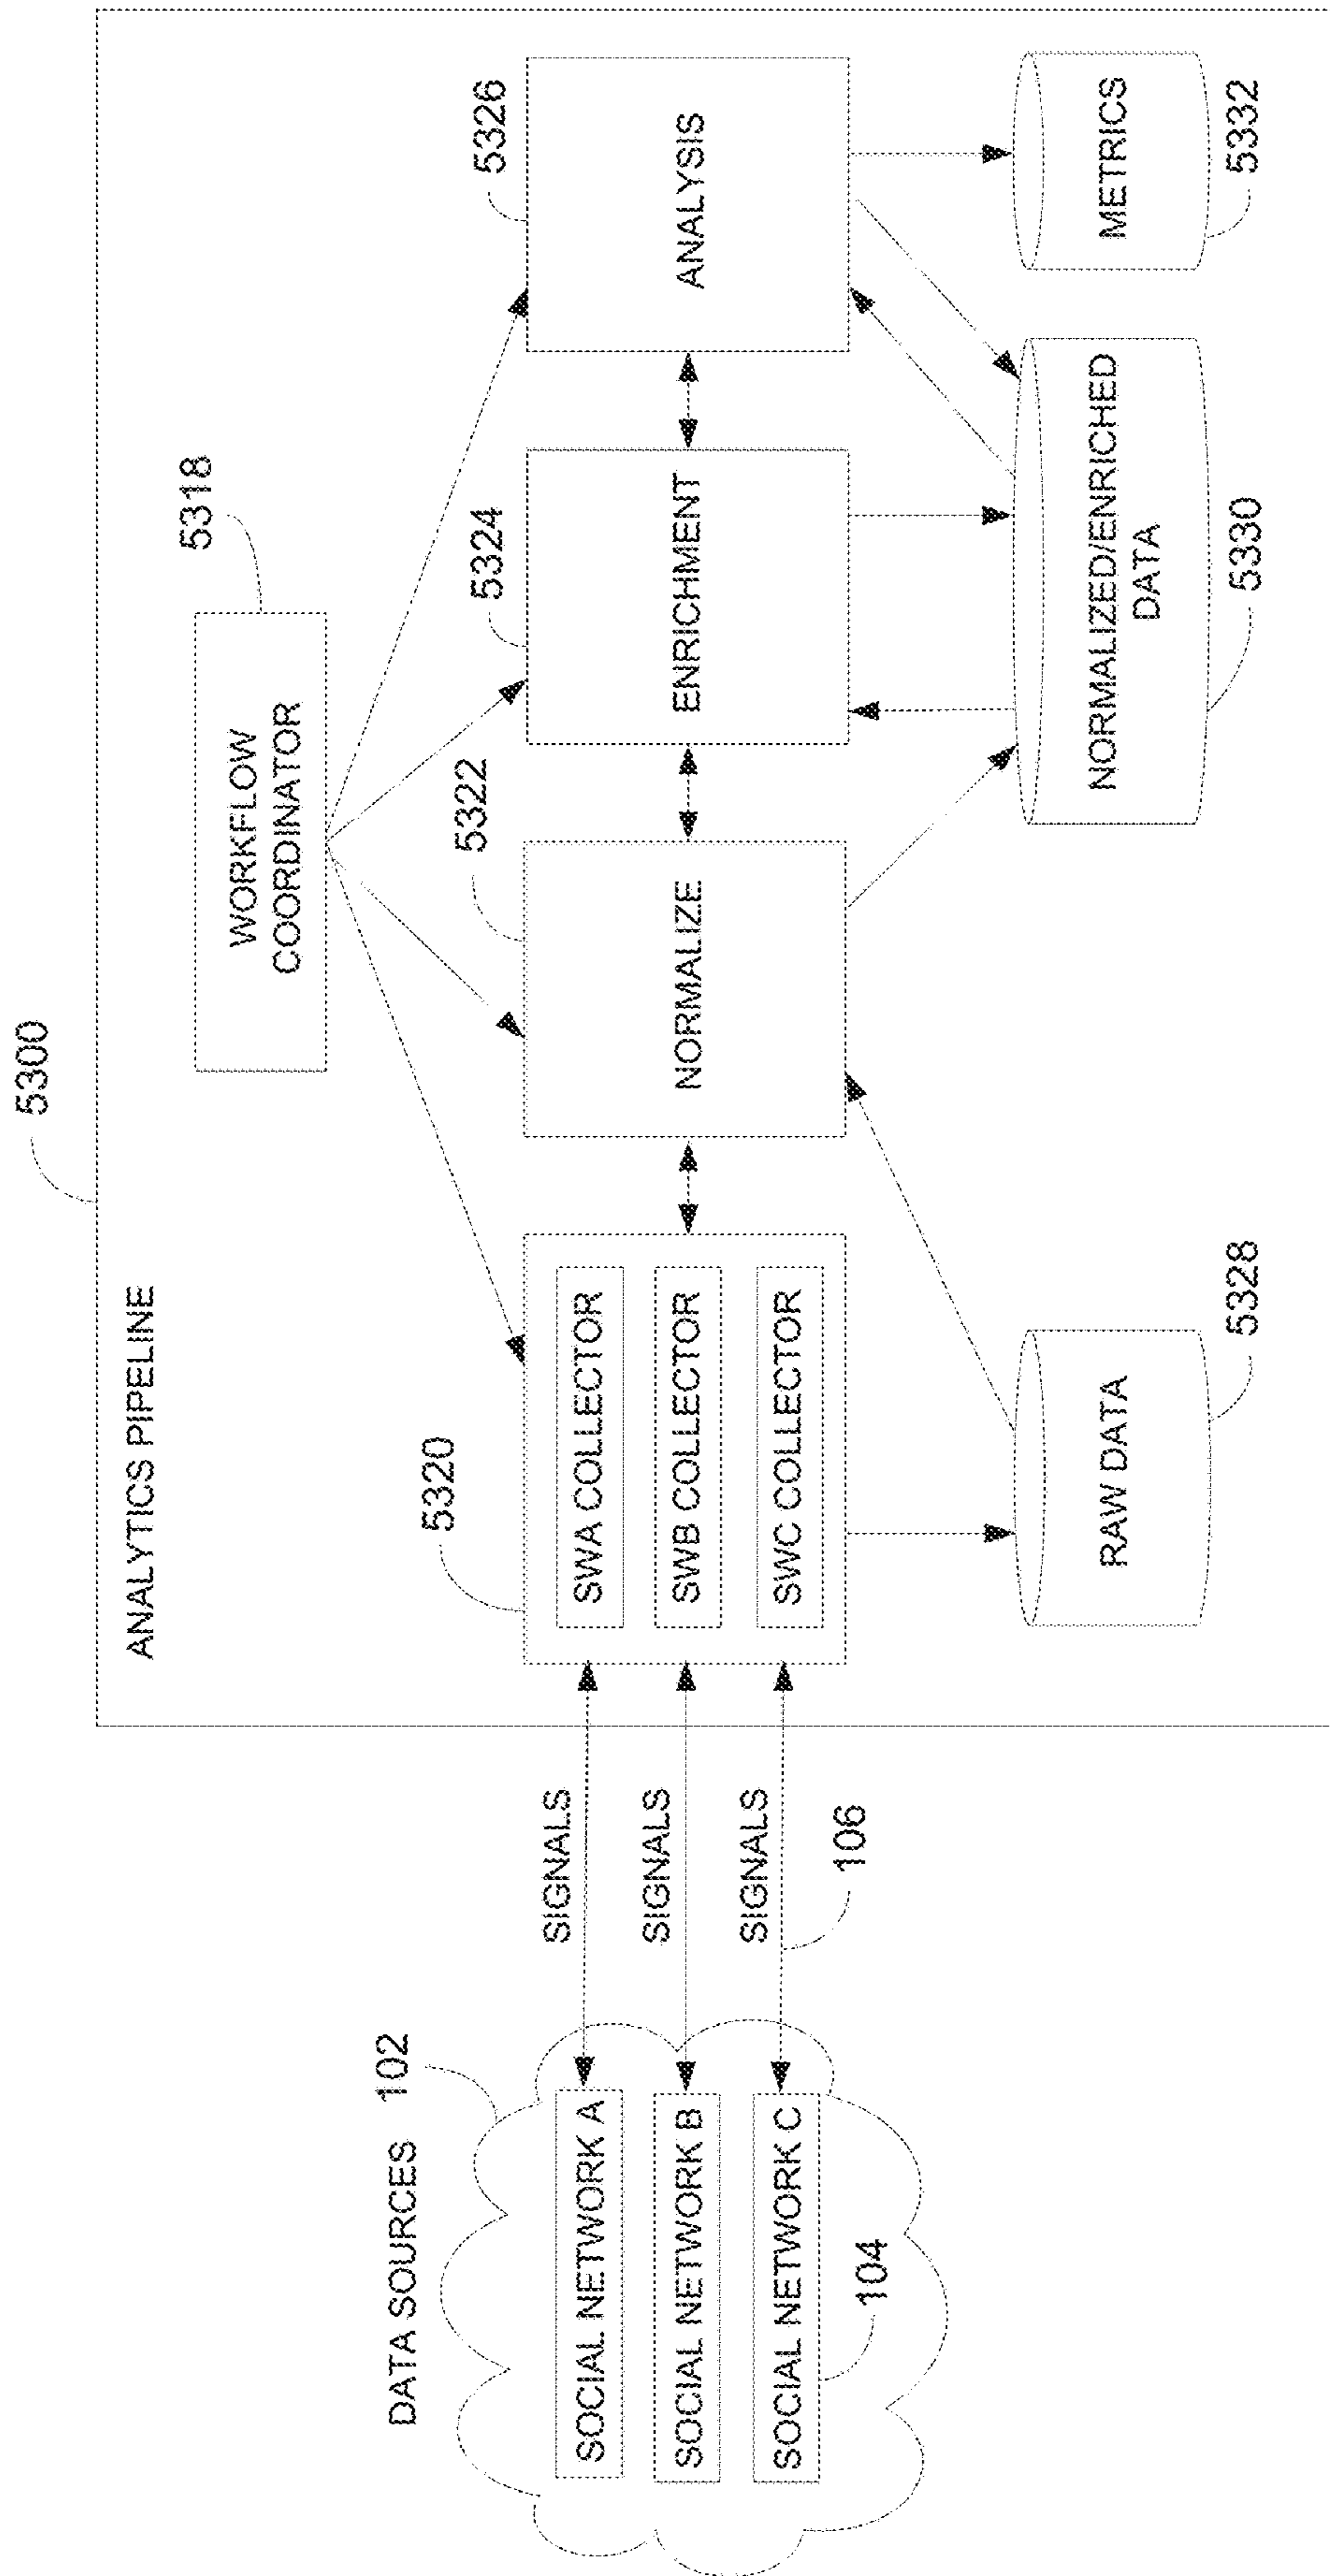 5300
ANALYTICS PIPELINE
WORKFLOW
COORDINATOR
5318
DATA SOURCES 102
SOCIAL NETWORK A
SOCIAL NETWORK B
SOCIAL NETWORK C
104
SIGNALS
SIGNALS
SIGNALS
106
5320
SWA COLLECTOR
SWB COLLECTOR
SWC COLLECTOR
5322
NORMALIZE
5324
ENRICHMENT
5326
ANALYSIS
RAW DATA
5328
NORMALIZED/ENRICHED
DATA
5330
METRICS
5332